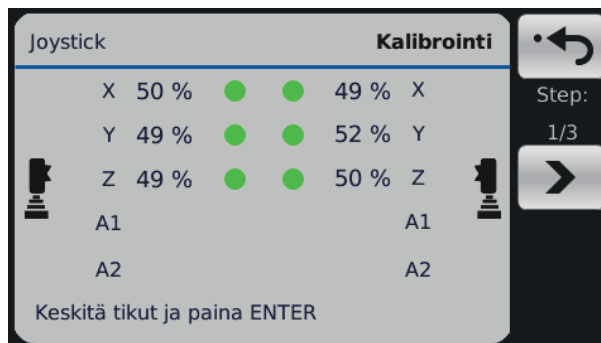 Joystick Kalibrointi
X 50 % 49 % X Step:
Y 49 % 52 % Y 1/3
Z 49 % 50 % Z
A1 A1
A2 A2
Keskitä tikut ja paina ENTER